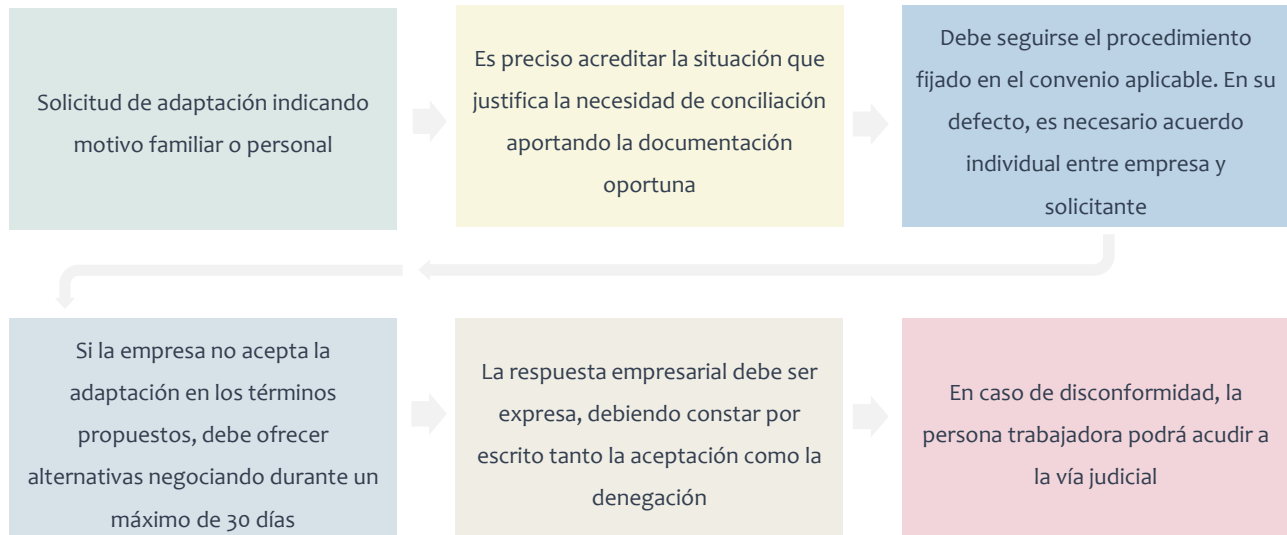 Solicitud de adaptación indicando
motivo familiar o personal
Es preciso acreditar la situación que
justifica la necesidad de conciliación
aportando la documentación
oportuna
Debe seguirse el procedimiento
fijado en el convenio aplicable. En su
defecto, es necesario acuerdo
individual entre empresa y
solicitante
Si la empresa no acepta la
adaptación en los términos
propuestos, debe ofrecer
alternativas negociando durante un
máximo de 30 días
La respuesta empresarial debe ser
expresa, debiendo constar por
escrito tanto la aceptación como la
denegación
En caso de disconformidad, la
persona trabajadora podrá acudir a
la vía judicial